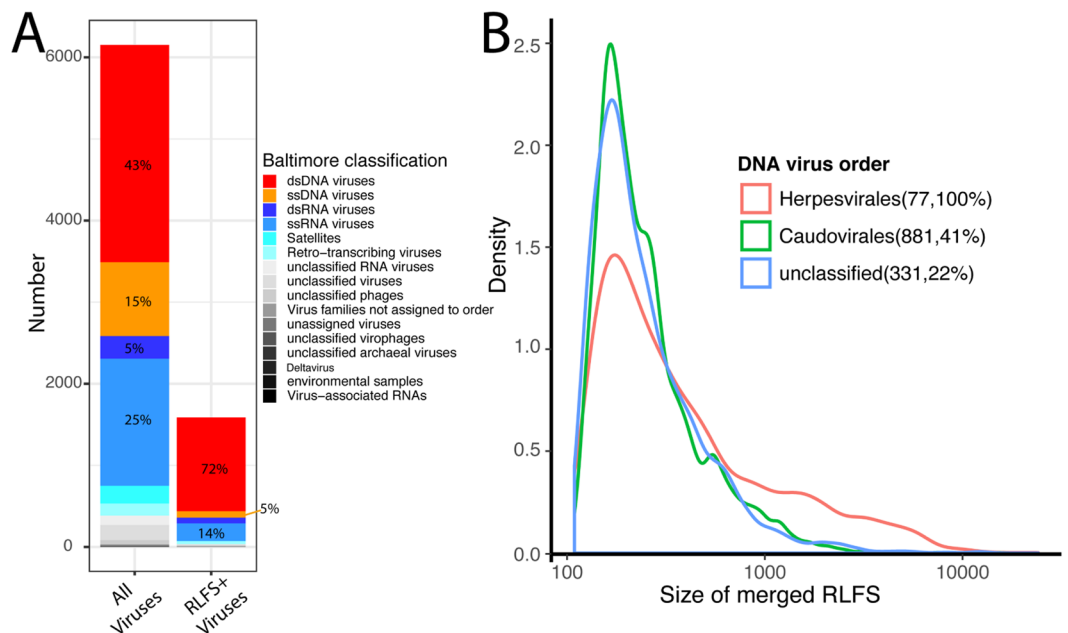 A
6000
4000
2000
0
Number
43%
15%
5%
25%
72%
5%
14%
All
Viruses
RLFS+
Viruses
Baltimore classification
dsDNA viruses
ssDNA viruses
dsRNA viruses
ssRNA viruses
Satellites
Retro-transcribing viruses
unclassified RNA viruses
unclassified viruses
unclassified phages
Virus families not assigned to order
unassigned viruses
unclassified virophages
unclassified archaeal viruses
Deltavirus
environmental samples
Virus-associated RNAs
B
2.5
2.0
1.5
1.0
0.5
0.0
Density
DNA virus order
Herpesvirales(77,100%)
Caudovirales(881,41%)
unclassified(331,22%)
100
1000
10000
Size of merged RLFS